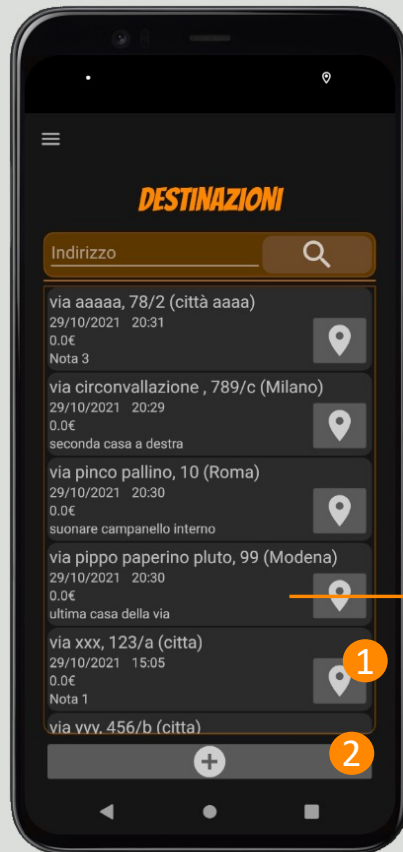 DESTINAZIONI
Indirizzo
via aaaaa, 78/2 (città aaaa)
29/10/2021 20:31
0.0€
Nota 3
via circonvallazione , 789/c (Milano)
29/10/2021 20:29
0.0€
seconda casa a destra
via pinco pallino, 10 (Roma)
29/10/2021 20:30
0.0€
suonare campanello interno
via pippo paperino pluto, 99 (Modena)
29/10/2021 20:30
0.0€
ultima casa della via
via xxx, 123/a (citta)
29/10/2021 15:05
0.0€
Nota 1
1
via yyy, 456/b (citta)
2